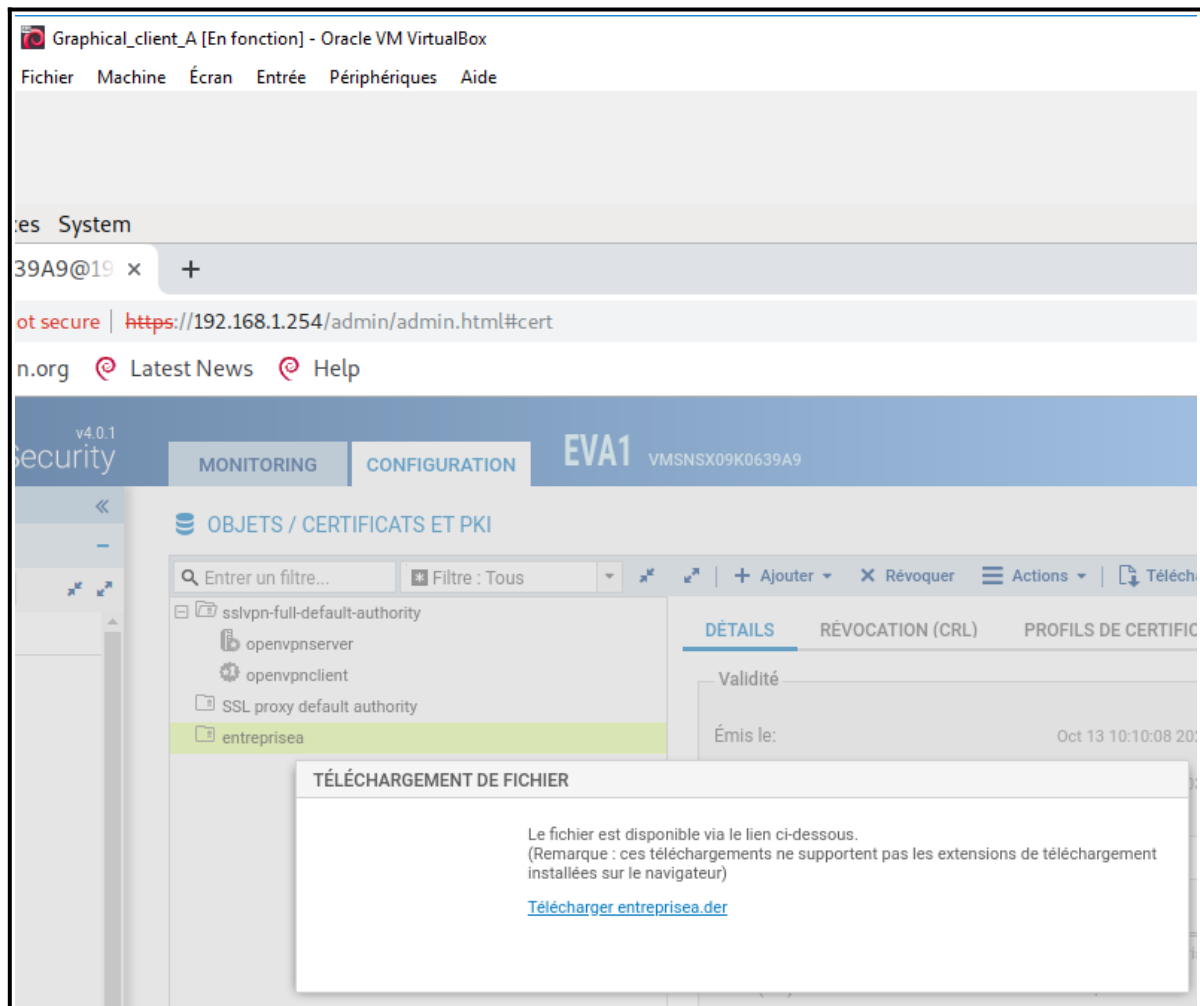 Graphical_client_A [En fonction] - Oracle VM VirtualBox
Fichier Machine Écran Entrée Périphériques Aide
System
39A9@19 × +
ot secure | https://192.168.1.254/admin/admin.html#cert
n.org Latest News Help
v4.0.1
Security
MONITORING CONFIGURATION EVA1 VMSNSX09K0639A9
OBJETS / CERTIFICATS ET PKI
Entrer un filtre... Filtre : Tous + Ajouter × Révoquer Actions Télécha
sslvpn-full-default-authority
openvpnserver
openvpnclient
SSL proxy default authority
entreprisea
DÉTAILS RÉVOCATION (CRL) PROFILS DE CERTIFIC
Validité
Émis le: Oct 13 10:10:08 202
TÉLÉCHARGEMENT DE FICHIER
Le fichier est disponible via le lien ci-dessous.
(Remarque : ces téléchargements ne supportent pas les extensions de téléchargement
installées sur le navigateur)
Télécharger entreprisea.der